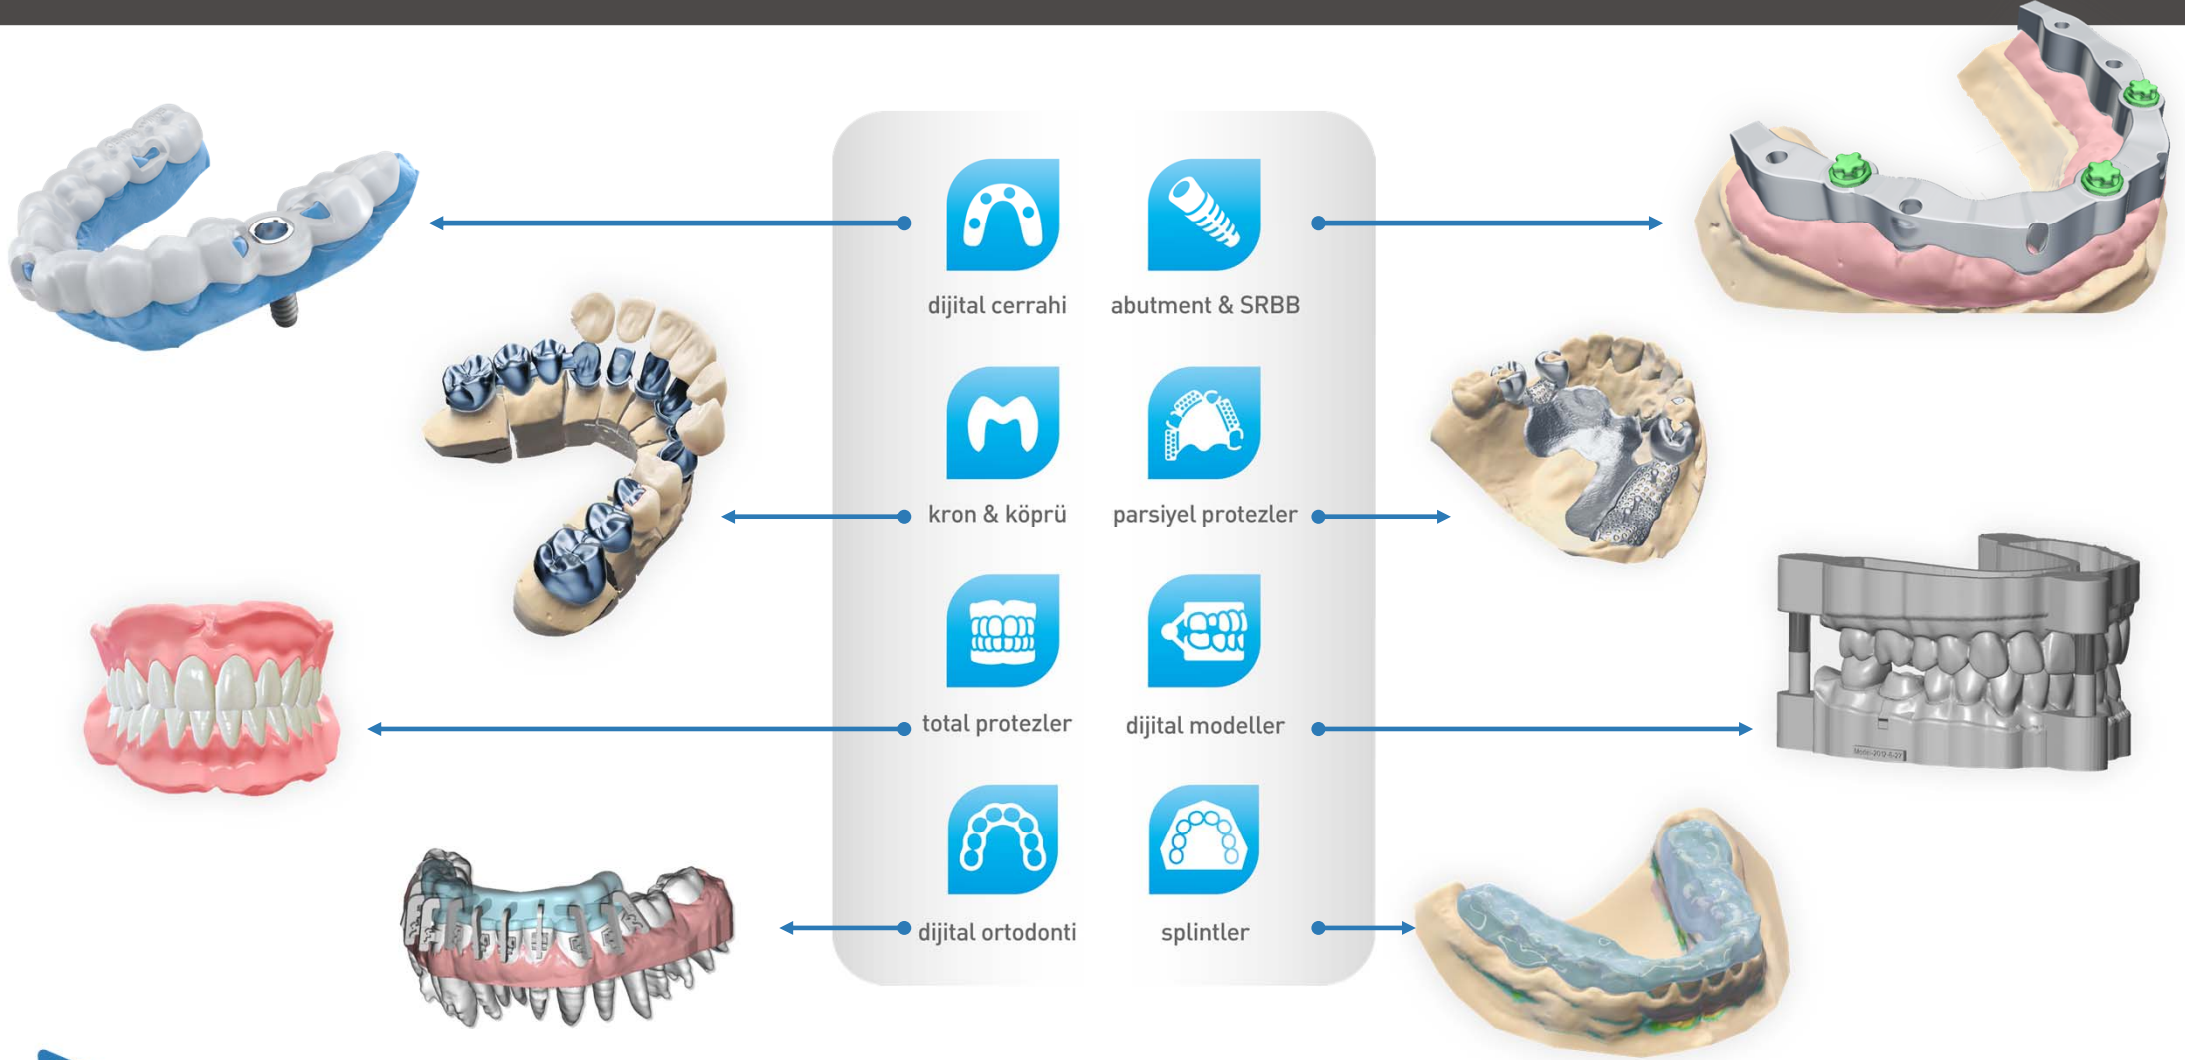 dijital cerrahi
abutment & SRBB
kron & köprü
parsiyel protezler
total protezler
dijital modeller
dijital ortodonti
splintler